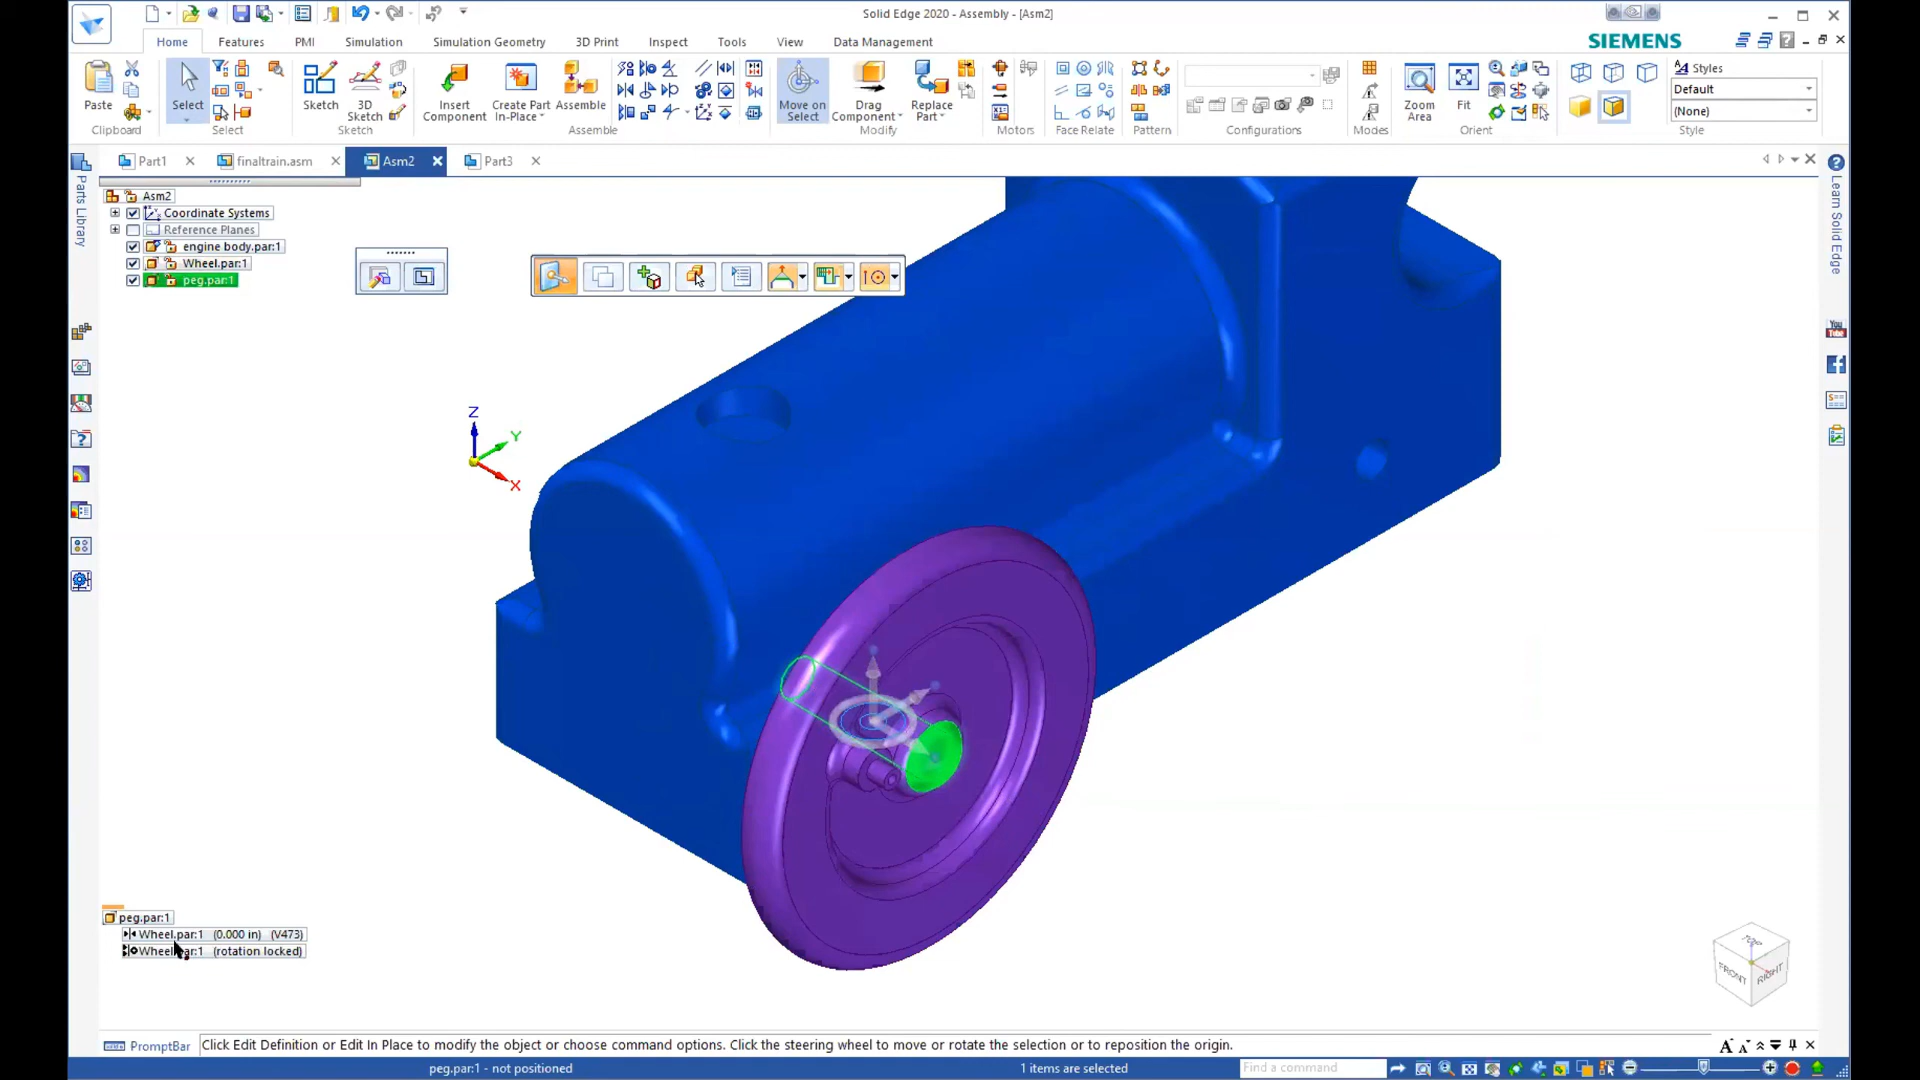 Solid Edge 2020 - Assembly - [Asm2]
Home Features PMI Simulation Simulation Geometry 3D Print Inspect Tools View Data Management
SIEMENS
Paste
Select
Sketch
3D Sketch
Insert Component
Create Part In-Place
Assemble
Move on Select
Drag Component
Replace Part
Zoom Area
Fit
Styles
Default
(None)
Clipboard Select Sketch Assemble Modify Motors Face Relate Pattern Configurations Modes Orient Style
Part1 finaltrain.asm Asm2 Part3
Parts Library
Learn Solid Edge
Asm2
Coordinate Systems
Reference Planes
engine body.par:1
Wheel.par:1
peg.par:1
Z
Y
X
peg.par:1
Wheel.par:1 (0.000 in) (V473)
Wheel.par:1 (rotation locked)
TOP
FRONT RIGHT
PromptBar Click Edit Definition or Edit In Place to modify the object or choose command options. Click the steering wheel to move or rotate the selection or to reposition the origin.
peg.par:1 - not positioned 1 items are selected Find a command